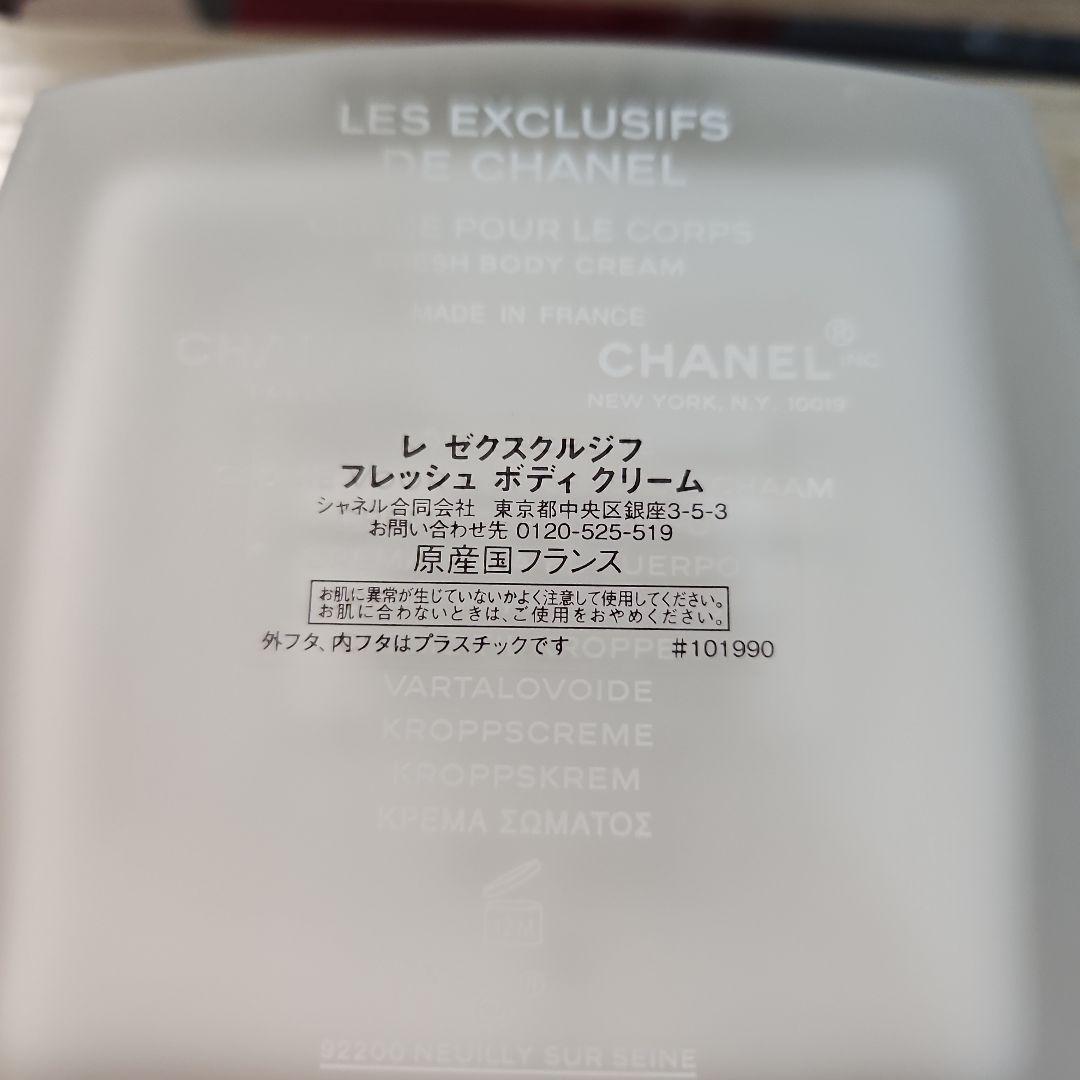 LES EXCLUSIFS
DE CHANEL
POUR LE CORPS
BODY CREAM
MADE IN FRANCE
CHANEL® INC.
NEW YORK, N.Y. 10019
レ ゼクスクルジフ
フレッシュ ボディ クリーム
シャネル合同会社 東京都中央区銀座3-5-3
お問い合わせ先 0120-525-519
原産国フランス
お肌に異常が生じていないかよく注意して使用してください。
お肌に合わないときは、ご使用をおやめください。
外フタ、内フタはプラスチックです #101990
VARTALOVOIDE
KROPPSCREME
KROPPSKREM
ΚΡΕΜΑ ΣΩΜΑΤΟΣ
12M
92200 NEUILLY SUR SEINE